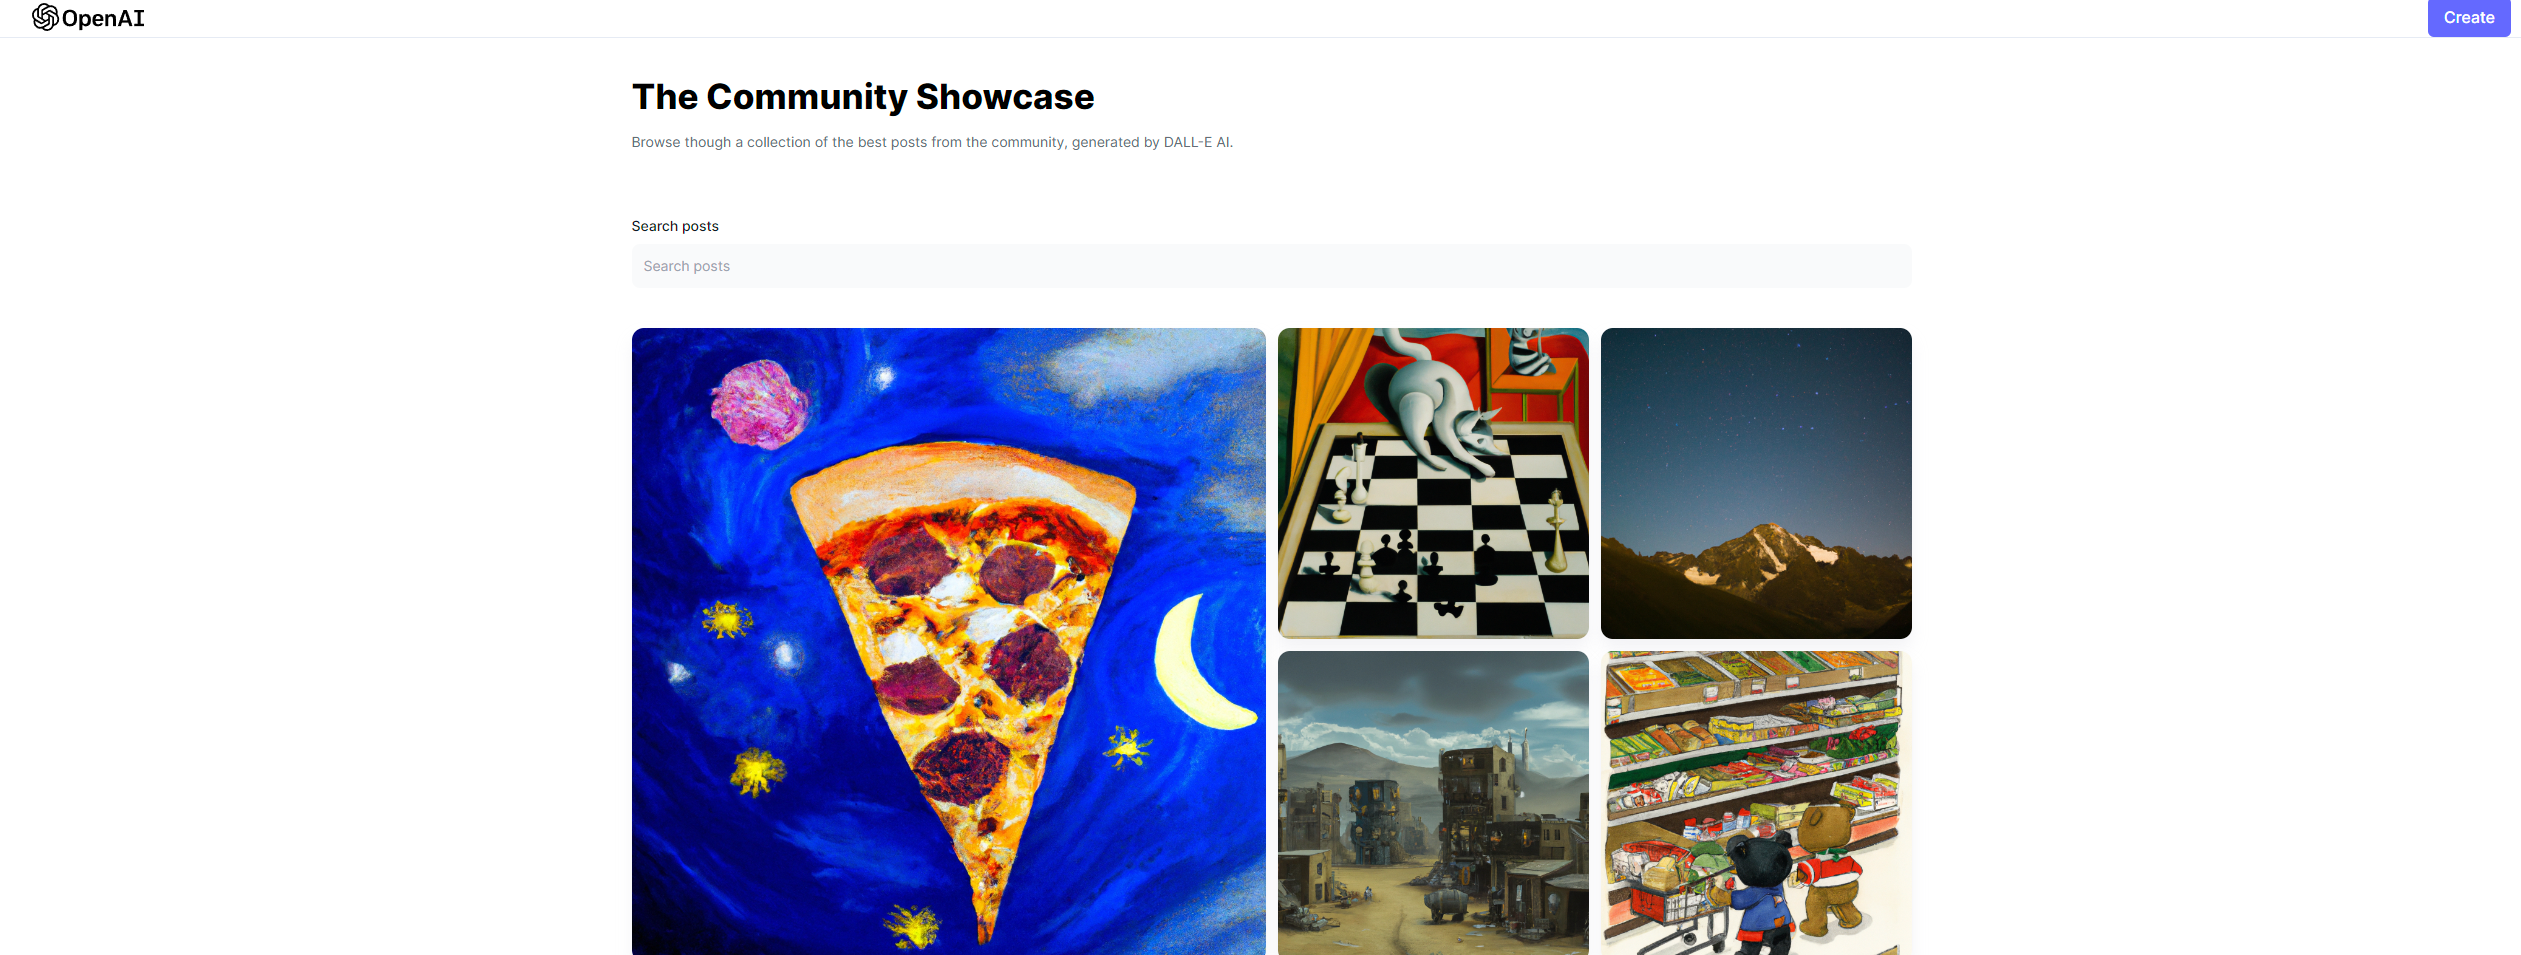 OpenAI
Create
The Community Showcase
Browse though a collection of the best posts from the community, generated by DALL-E AI.
Search posts
Search posts